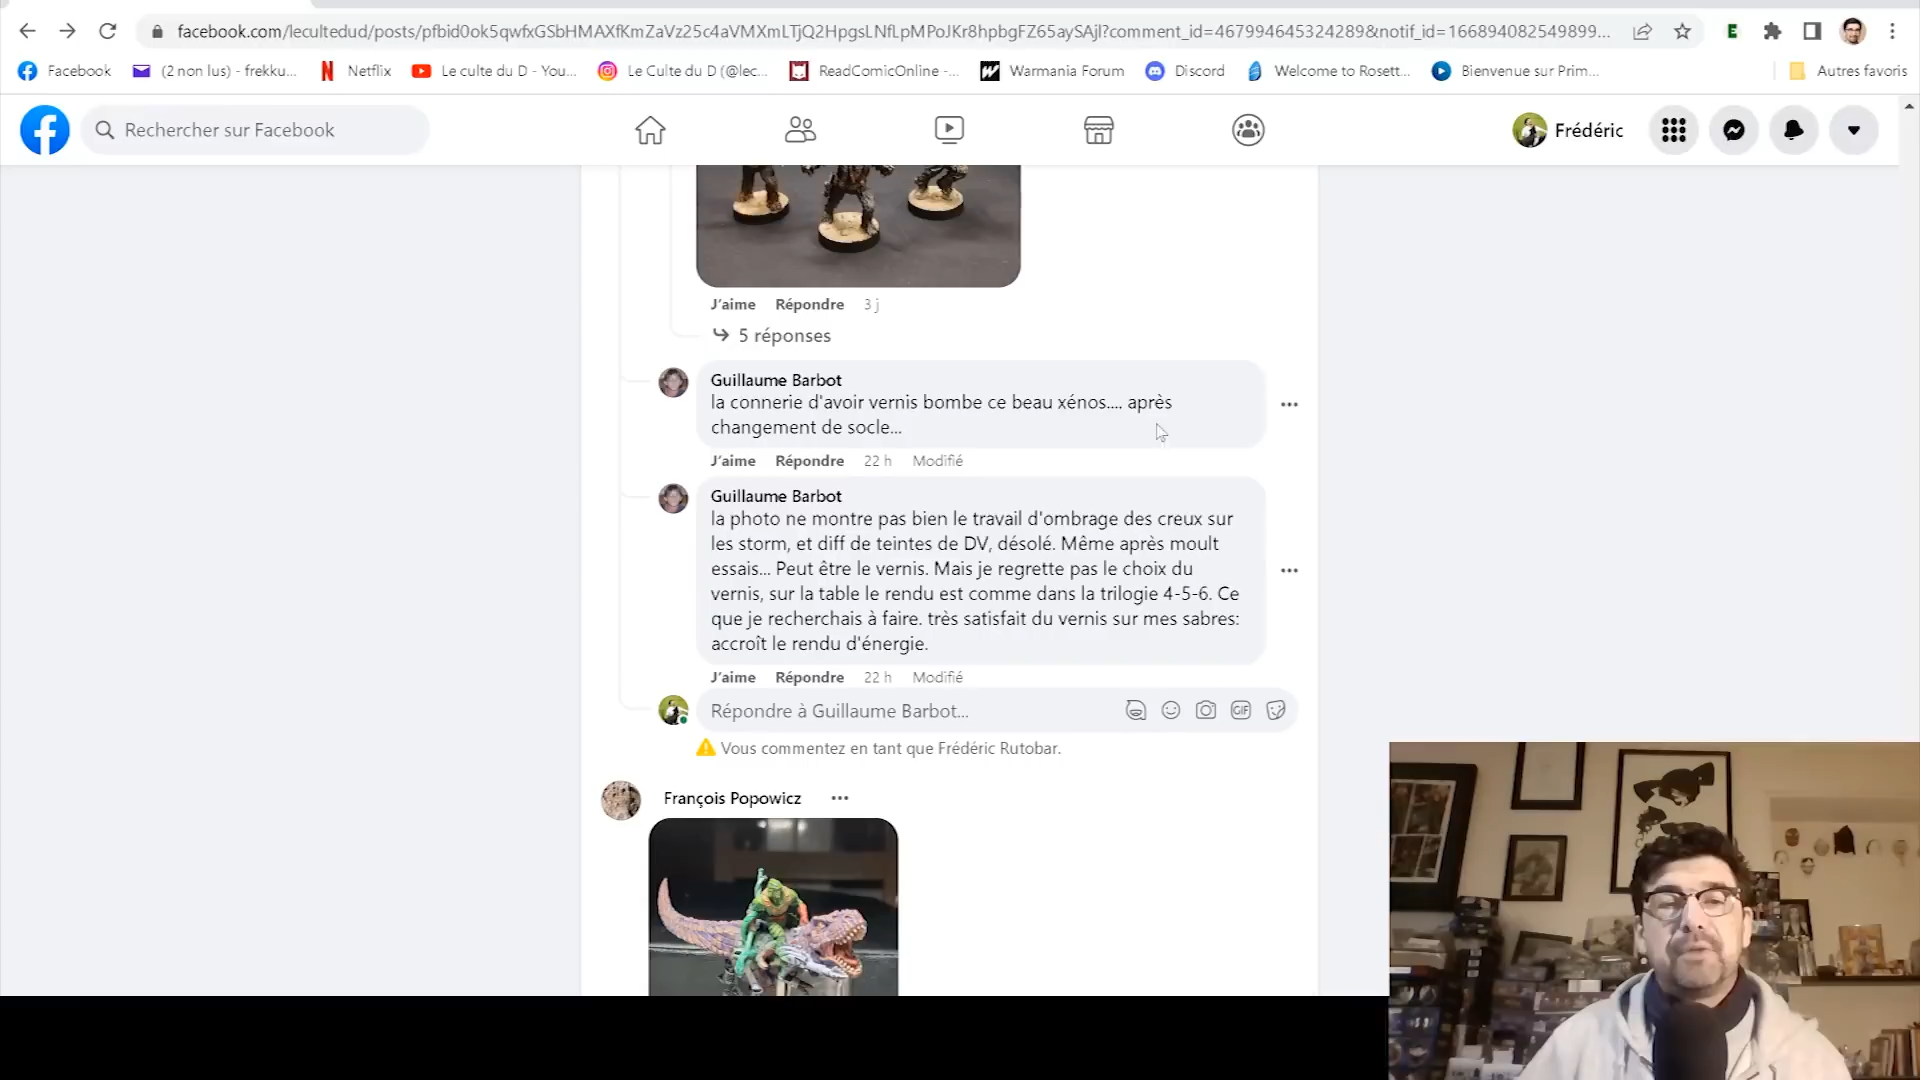 facebook.com/lecultedud/posts/pfbid0ok5qwfxGSbHMAXfKmZaVz25c4aVMXmLTjQ2HpgsLNfLpMPoJKr8hpbgFZ65aySAjl?comment_id=467994645324289&notif_id=166894082549899...
Facebook (2 non lus) - frekku... Netflix Le culte du D - You... Le Culte du D (@lec... ReadComicOnline -... Warmania Forum Discord Welcome to Rosett... Bienvenue sur Prim... Autres favoris
Rechercher sur Facebook Frédéric
J'aime Répondre 3 j
5 réponses
Guillaume Barbot
la connerie d'avoir vernis bombe ce beau xénos.... après
changement de socle...
J'aime Répondre 22 h Modifié
Guillaume Barbot
la photo ne montre pas bien le travail d'ombrage des creux sur
les storm, et diff de teintes de DV, désolé. Même après moult
essais... Peut être le vernis. Mais je regrette pas le choix du
vernis, sur la table le rendu est comme dans la trilogie 4-5-6. Ce
que je recherchais à faire. très satisfait du vernis sur mes sabres:
accroît le rendu d'énergie.
J'aime Répondre 22 h Modifié
Répondre à Guillaume Barbot... GIF
Vous commentez en tant que Frédéric Rutobar.
François Popowicz